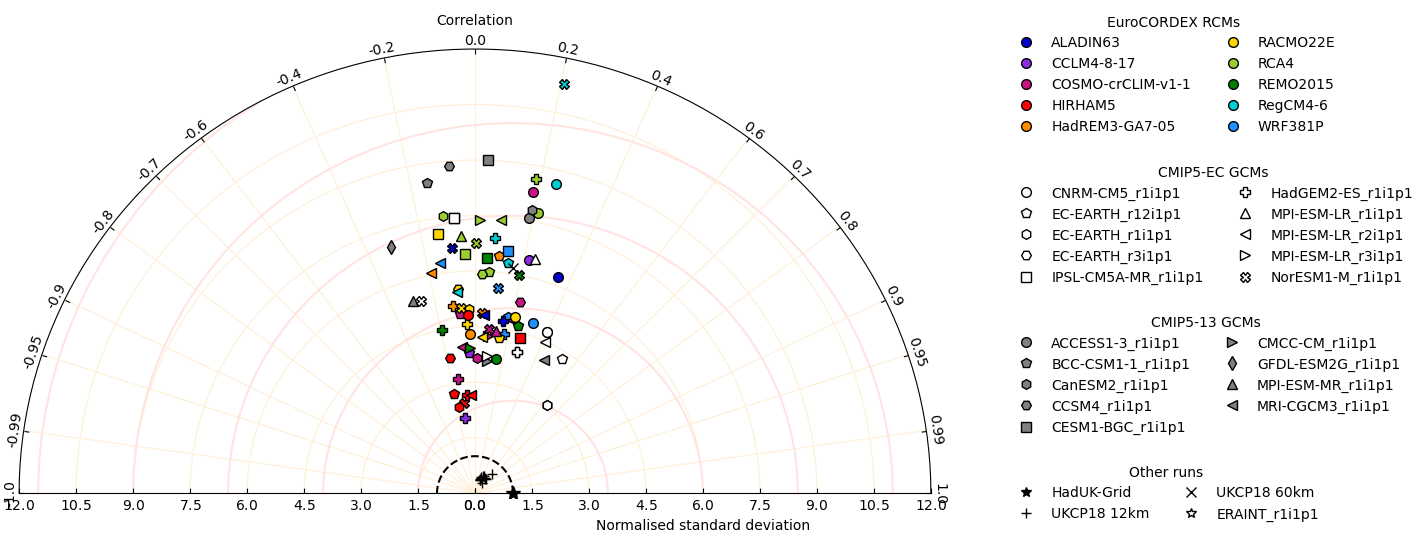 Correlation
0.0
-0.2
0.2
-0.4
0.4
-0.6
0.6
-0.7
0.7
-0.8
0.8
-0.9
0.9
-0.95
0.95
-0.99
0.99
-1.0
1.0
12.0 10.5 9.0 7.5 6.0 4.5 3.0 1.5 0.0 1.5 3.0 4.5 6.0 7.5 9.0 10.5 12.0
Normalised standard deviation
EuroCORDEX RCMs
ALADIN63 RACMO22E
CCLM4-8-17 RCA4
COSMO-crCLIM-v1-1 REMO2015
HIRHAM5 RegCM4-6
HadREM3-GA7-05 WRF381P
CMIP5-EC GCMs
CNRM-CM5_r1i1p1 HadGEM2-ES_r1i1p1
EC-EARTH_r12i1p1 MPI-ESM-LR_r1i1p1
EC-EARTH_r1i1p1 MPI-ESM-LR_r2i1p1
EC-EARTH_r3i1p1 MPI-ESM-LR_r3i1p1
IPSL-CM5A-MR_r1i1p1 NorESM1-M_r1i1p1
CMIP5-13 GCMs
ACCESS1-3_r1i1p1 CMCC-CM_r1i1p1
BCC-CSM1-1_r1i1p1 GFDL-ESM2G_r1i1p1
CanESM2_r1i1p1 MPI-ESM-MR_r1i1p1
CCSM4_r1i1p1 MRI-CGCM3_r1i1p1
CESM1-BGC_r1i1p1
Other runs
HadUK-Grid UKCP18 60km
UKCP18 12km ERAINT_r1i1p1